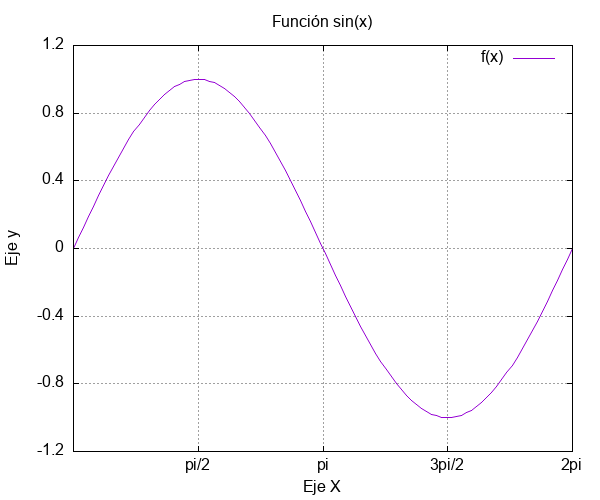 Función sin(x)
f(x)
1.2
0.8
0.4
0
-0.4
-0.8
-1.2
Eje y
pi/2 pi 3pi/2 2pi
Eje X